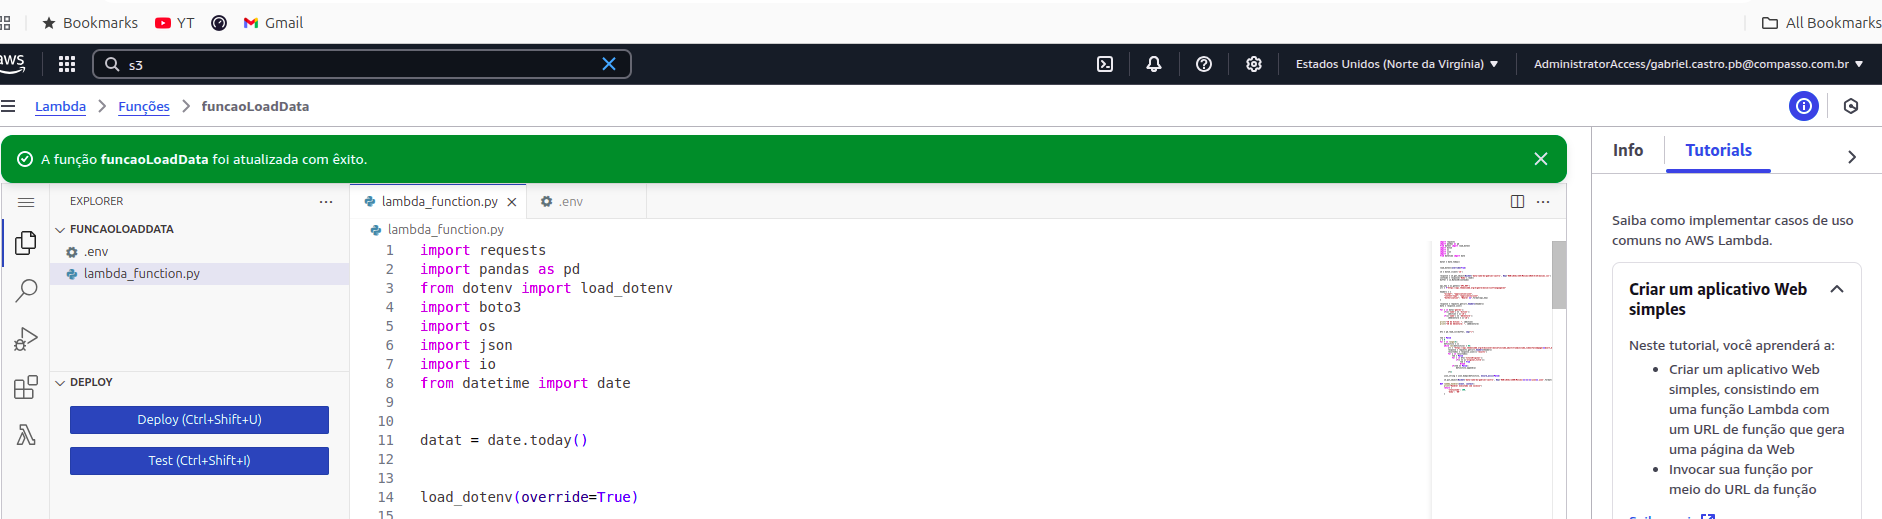 Bookmarks YT Gmail All Bookmarks
aws s3 Estados Unidos (Norte da Virgínia) AdministratorAccess/gabriel.castro.pb@compasso.com.br
Lambda > Funções > funcaoLoadData
A função funcaoLoadData foi atualizada com êxito.
Info Tutorials
EXPLORER ...
lambda_function.py .env ...
FUNCAOLOADDATA
.env
lambda_function.py
DEPLOY
Deploy (Ctrl+Shift+U)
Test (Ctrl+Shift+I)
lambda_function.py
1 import requests
2 import pandas as pd
3 from dotenv import load_dotenv
4 import boto3
5 import os
6 import json
7 import io
8 from datetime import date
9
10
11 datat = date.today()
12
13
14 load_dotenv(override=True)
15
Saiba como implementar casos de uso
comuns no AWS Lambda.
Criar um aplicativo Web
simples
Neste tutorial, você aprenderá a:
• Criar um aplicativo Web
simples, consistindo em
uma função Lambda com
um URL de função que gera
uma página da Web
• Invocar sua função por
meio do URL da função